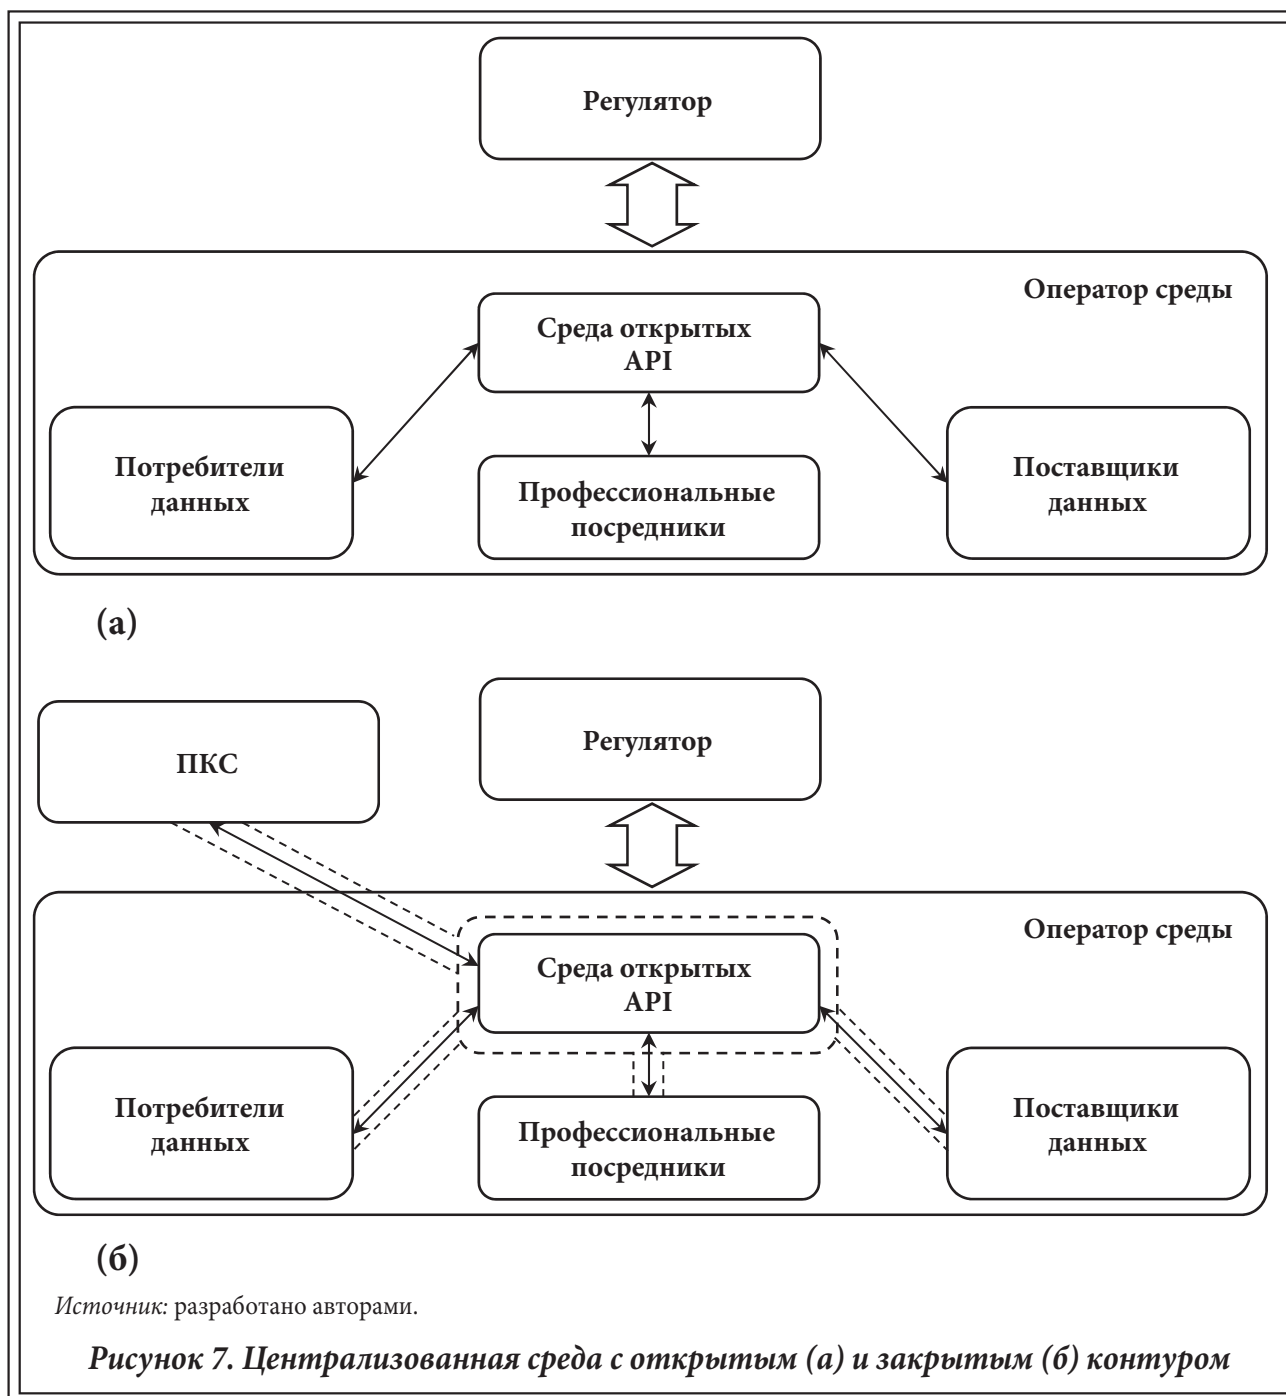 Регулятор
Оператор среды
Среда открытых
API
Потребители
данных
Профессиональные
посредники
Поставщики
данных
(а)
ПКС
Регулятор
Оператор среды
Среда открытых
API
Потребители
данных
Профессиональные
посредники
Поставщики
данных
(б)
Источник: разработано авторами.
Рисунок 7. Централизованная среда с открытым (а) и закрытым (б) контуром